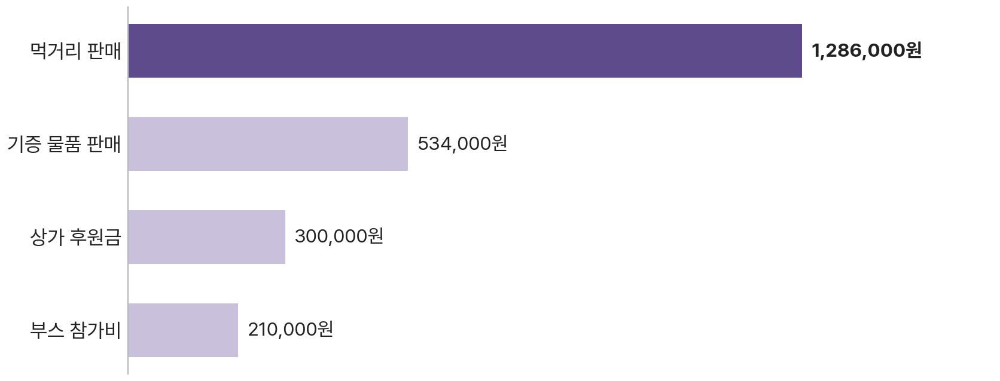 먹거리 판매 1,286,000원
기증 물품 판매 534,000원
상가 후원금 300,000원
부스 참가비 210,000원